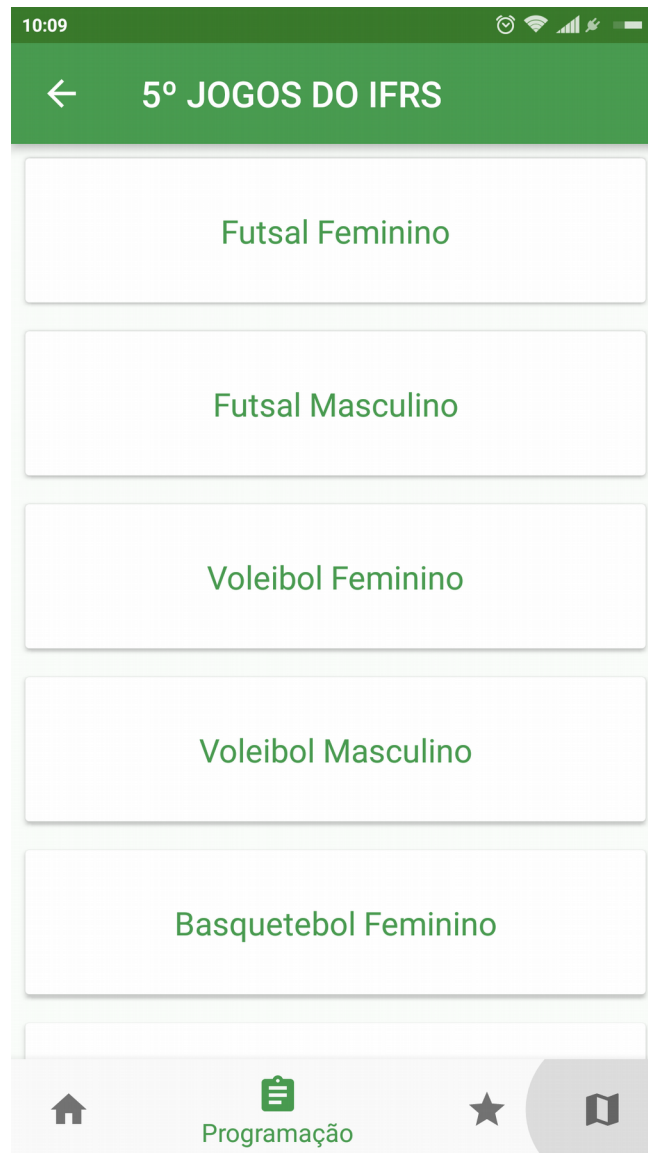 10:09
5º JOGOS DO IFRS
Futsal Feminino
Futsal Masculino
Voleibol Feminino
Voleibol Masculino
Basquetebol Feminino
Programação